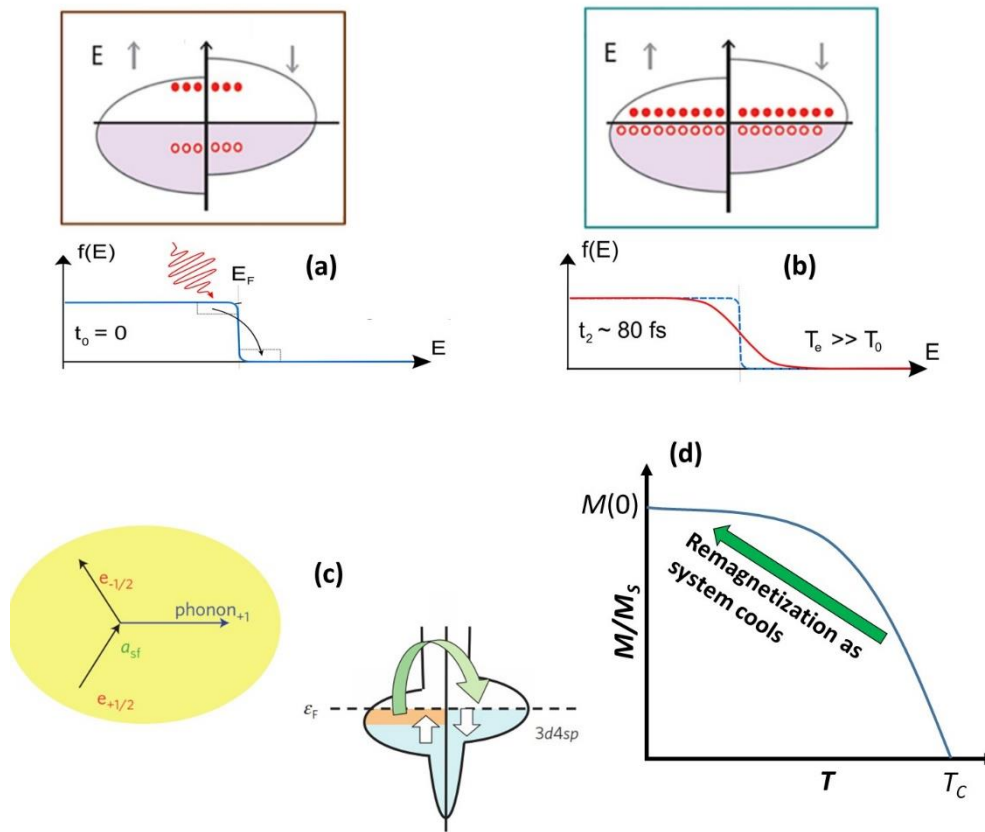 E ↑ ↓
E ↑ ↓
f(E)
E_F
(a)
t₀ = 0
E
f(E)
(b)
t₂ ~ 80 fs
Tₑ >> T₀
E
(d)
M(0)
Remagnetization as
system cools
M/Mₛ
T
T_C
(c)
e₋₁/₂
phonon₊₁
a_sf
e₊₁/₂
ε_F
3d4sp